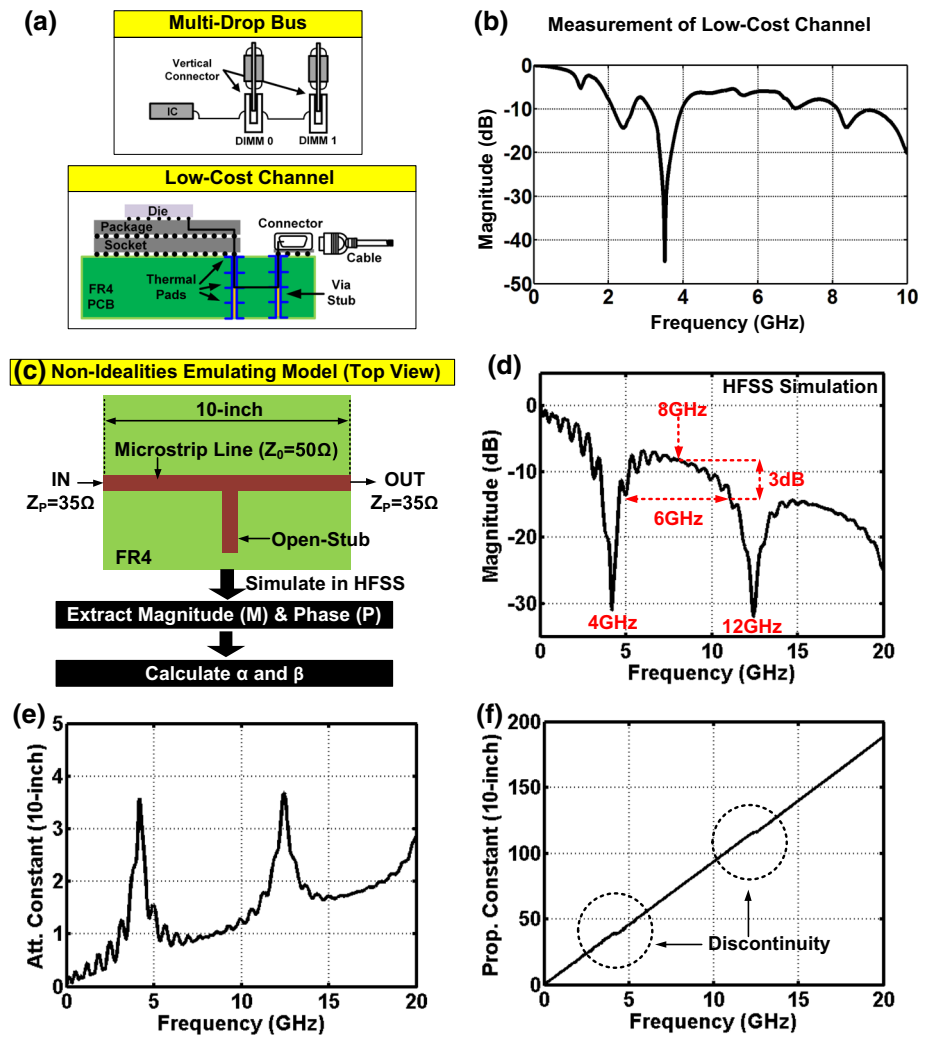 (a)
Multi-Drop Bus
Vertical
Connector
IC
DIMM 0
DIMM 1
Low-Cost Channel
Die
Package
Socket
Connector
Cable
FR4
PCB
Thermal
Pads
Via
Stub
(b)
Measurement of Low-Cost Channel
Magnitude (dB)
0
-10
-20
-30
-40
-50
0
2
4
6
8
10
Frequency (GHz)
(c) Non-Idealities Emulating Model (Top View)
10-inch
Microstrip Line (Z0=50Ω)
IN
ZP=35Ω
OUT
ZP=35Ω
Open-Stub
FR4
Simulate in HFSS
Extract Magnitude (M) & Phase (P)
Calculate α and β
(d)
HFSS Simulation
Magnitude (dB)
0
-10
-20
-30
8GHz
3dB
6GHz
4GHz
12GHz
0
5
10
15
20
Frequency (GHz)
(e)
Att. Constant (10-inch)
5
4
3
2
1
0
0
5
10
15
20
Frequency (GHz)
(f)
Prop. Constant (10-inch)
200
150
100
50
0
Discontinuity
0
5
10
15
20
Frequency (GHz)